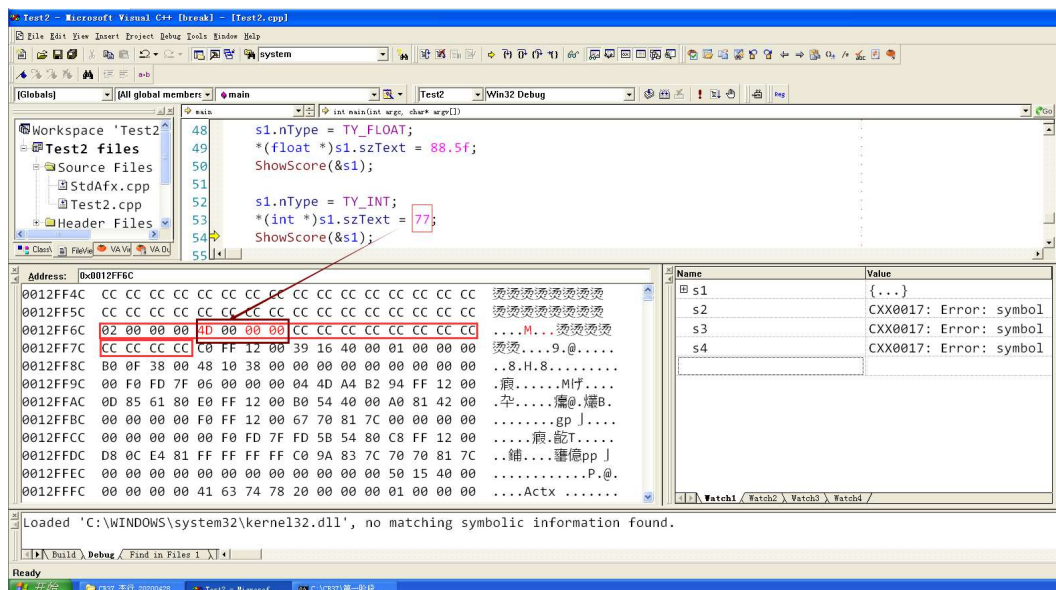 Test2 - Microsoft Visual C++ [break] - [Test2.cpp]
File Edit View Insert Project Debug Tools Window Help
system
[Globals] [All global members main Test2 Win32 Debug
main int main(int argc, char* argv[]) Go
Workspace 'Test2
Test2 files
Source Files
StdAfx.cpp
Test2.cpp
Header Files
ClassV FileVie VA Vie VA Ou
48 s1.nType = TY_FLOAT;
49 *(float *)s1.szText = 88.5f;
50 ShowScore(&s1);
51
52 s1.nType = TY_INT;
53 *(int *)s1.szText = 77;
54 ShowScore(&s1);
55
Address: 0x0012FF6C
0012FF4C CC CC CC CC CC CC CC CC CC CC CC CC CC CC CC CC 烫烫烫烫烫烫烫烫
0012FF5C CC CC CC CC CC CC CC CC CC CC CC CC CC CC CC CC 烫烫烫烫烫烫烫烫
0012FF6C 02 00 00 00 4D 00 00 00 CC CC CC CC CC CC CC CC ....M...烫烫烫烫
0012FF7C CC CC CC CC C0 FF 12 00 39 16 40 00 01 00 00 00 烫烫....9.@.....
0012FF8C B0 0F 38 00 48 10 38 00 00 00 00 00 00 00 00 00 ..8.H.8.........
0012FF9C 00 F0 FD 7F 06 00 00 00 04 4D A4 B2 94 FF 12 00
0012FFAC 0D 85 61 80 E0 FF 12 00 B0 54 40 00 A0 81 42 00
0012FFBC 00 00 00 00 F0 FF 12 00 67 70 81 7C 00 00 00 00 ........gp亅....
0012FFCC 00 00 00 00 00 F0 FD 7F FD 5B 54 80 C8 FF 12 00
0012FFDC D8 0C E4 81 FF FF FF FF C0 9A 83 7C 70 70 81 7C
0012FFEC 00 00 00 00 00 00 00 00 00 00 00 00 50 15 40 00 ............P.@.
0012FFFC 00 00 00 00 41 63 74 78 20 00 00 00 01 00 00 00 ....Actx .......
Name Value
s1 {...}
s2 CXX0017: Error: symbol
s3 CXX0017: Error: symbol
s4 CXX0017: Error: symbol
Watch1 Watch2 Watch3 Watch4
Loaded 'C:\WINDOWS\system32\kernel32.dll', no matching symbolic information found.
Build Debug Find in Files 1
Ready